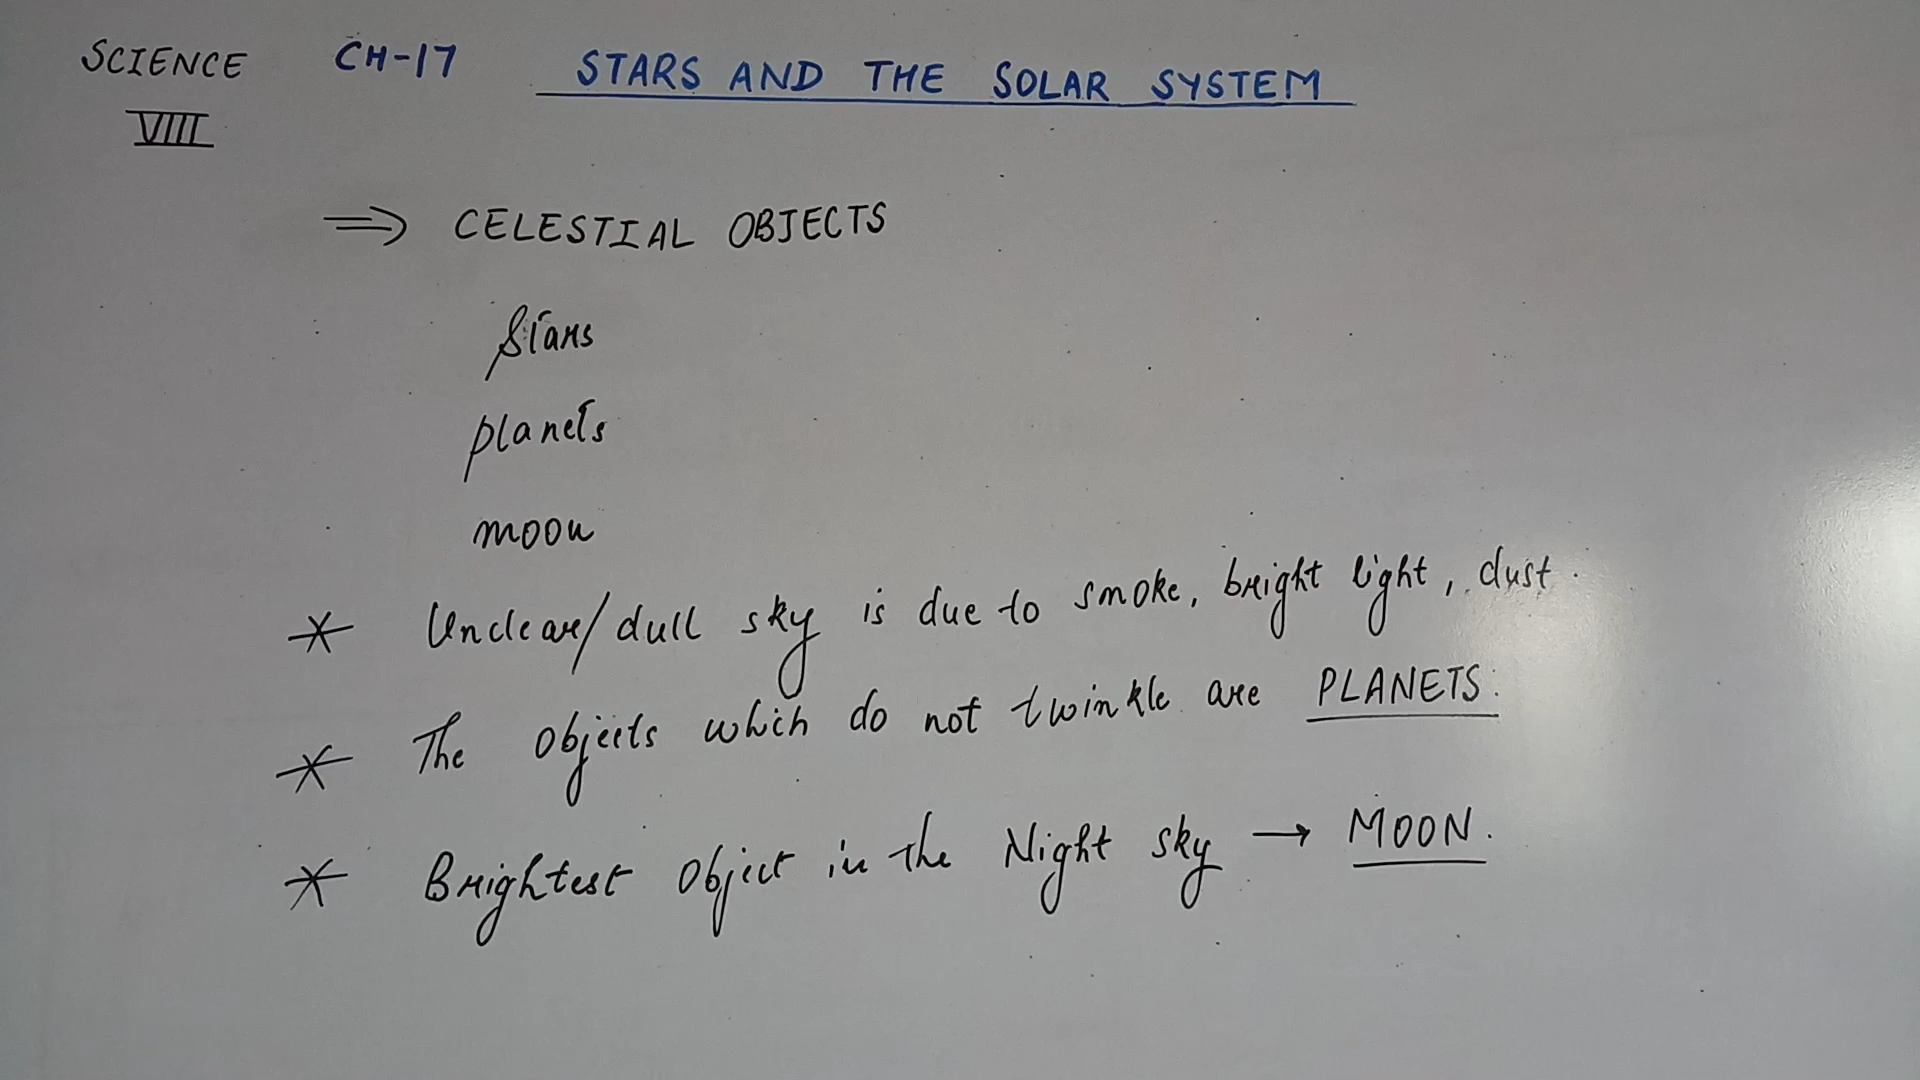 SCIENCE CH-17 STARS AND THE SOLAR SYSTEM
VIII
⇒ CELESTIAL OBJECTS
Stars
planets
moon
* Unclear/dull sky is due to smoke, bright light, dust.
* The objects which do not twinkle are PLANETS.
* Brightest object in the Night sky → MOON.